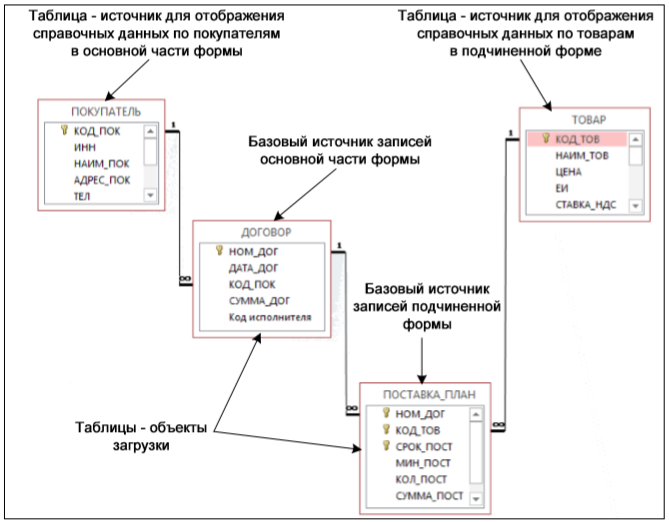 Таблица - источник для отображения
справочных данных по покупателям
в основной части формы
Таблица - источник для отображения
справочных данных по товарам
в подчиненной форме
ПОКУПАТЕЛЬ
КОД_ПОК
ИНН
НАИМ_ПОК
АДРЕС_ПОК
ТЕЛ
1
∞
Базовый источник записей
основной части формы
ТОВАР
КОД_ТОВ
НАИМ_ТОВ
ЦЕНА
ЕИ
СТАВКА_НДС
1
∞
ДОГОВОР
НОМ_ДОГ
ДАТА_ДОГ
КОД_ПОК
СУММА_ДОГ
Код исполнителя
1
∞
Базовый источник
записей подчиненной
формы
Таблицы - объекты
загрузки
ПОСТАВКА_ПЛАН
НОМ_ДОГ
КОД_ТОВ
СРОК_ПОСТ
МИН_ПОСТ
КОЛ_ПОСТ
СУММА_ПОСТ